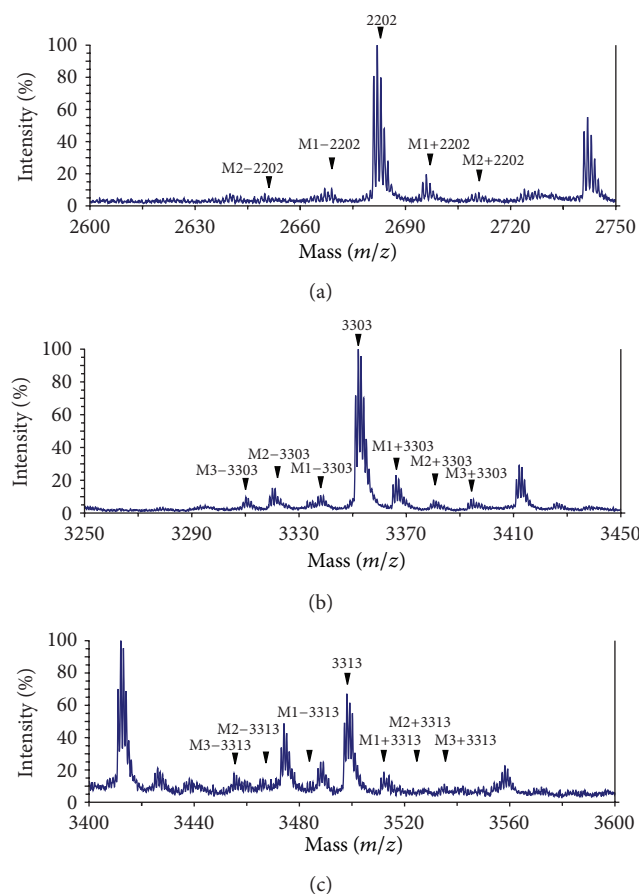 2202
100
M1−2202
M1+2202
M2−2202
M2+2202
80
60
40
20
0
Intensity (%)
2600 2630 2660 2690 2720 2750
Mass (m/z)
(a)
3303
100
M2−3303
M1+3303
M3−3303
M1−3303
M2+3303
M3+3303
80
60
40
20
0
Intensity (%)
3250 3290 3330 3370 3410 3450
Mass (m/z)
(b)
3313
100
M1−3313
M2+3313
M2−3313
M1+3313
M3+3313
M3−3313
80
60
40
20
0
Intensity (%)
3400 3440 3480 3520 3560 3600
Mass (m/z)
(c)